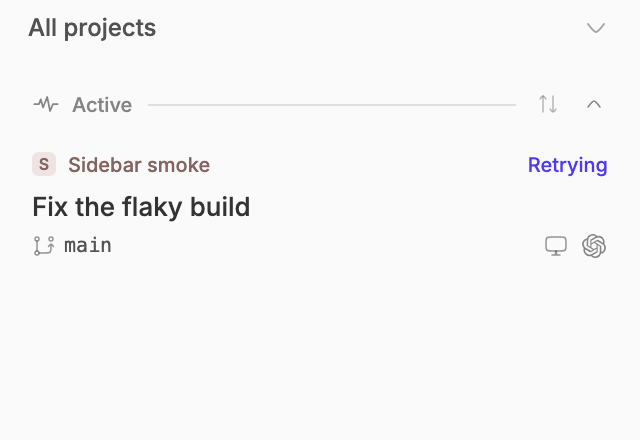 All projects
Active
S Sidebar smoke Retrying
Fix the flaky build
main